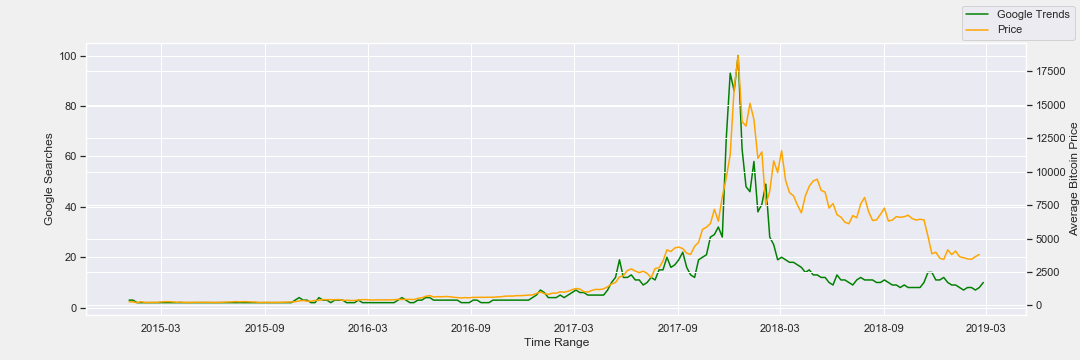 Google Trends
Price
100
80
60
40
20
0
Google Searches
17500
15000
12500
10000
7500
5000
2500
0
Average Bitcoin Price
2015-03 2015-09 2016-03 2016-09 2017-03 2017-09 2018-03 2018-09 2019-03
Time Range